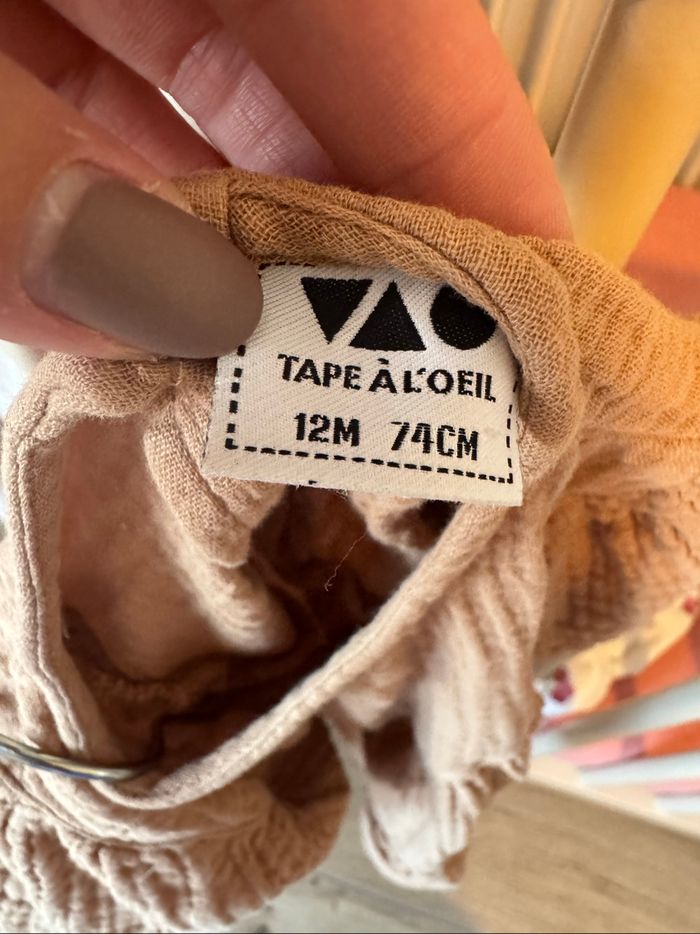 TAPE À L'OEIL
12M 74CM